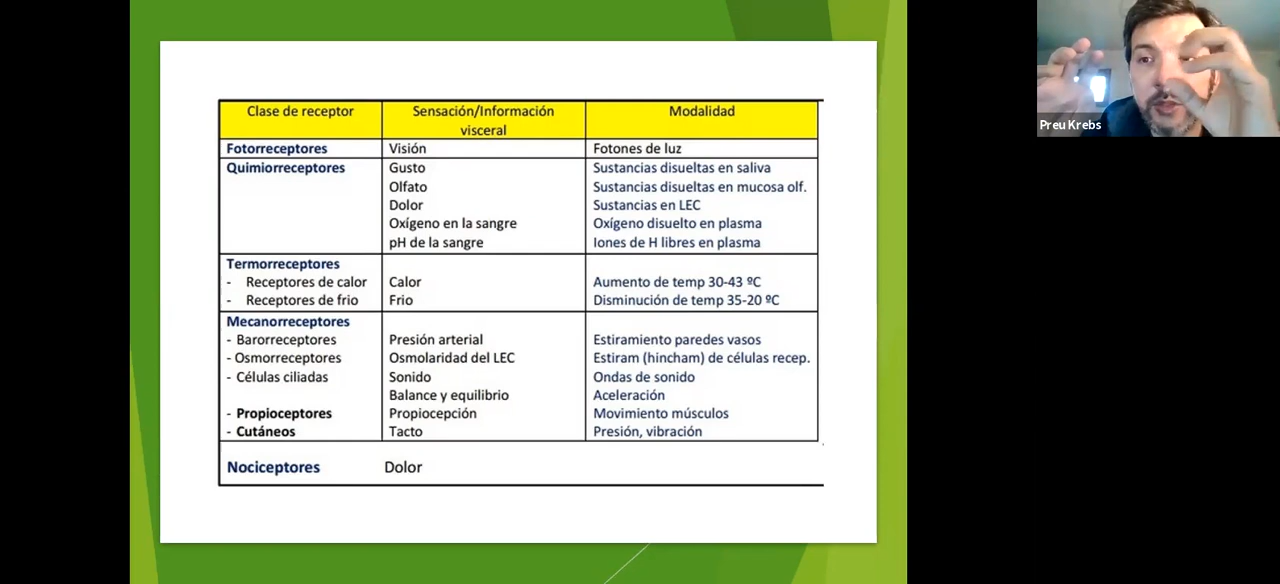 Clase de receptor Sensación/Información visceral Modalidad
Fotorreceptores Visión Fotones de luz
Quimiorreceptores Gusto Sustancias disueltas en saliva
Olfato Sustancias disueltas en mucosa olf.
Dolor Sustancias en LEC
Oxígeno en la sangre Oxígeno disuelto en plasma
pH de la sangre Iones de H libres en plasma
Termorreceptores
- Receptores de calor Calor Aumento de temp 30-43 ºC
- Receptores de frio Frio Disminución de temp 35-20 ºC
Mecanorreceptores
- Barorreceptores Presión arterial Estiramiento paredes vasos
- Osmorreceptores Osmolaridad del LEC Estiram (hincham) de células recep.
- Células ciliadas Sonido Ondas de sonido
Balance y equilibrio Aceleración
- Propioceptores Propiocepción Movimiento músculos
- Cutáneos Tacto Presión, vibración
Nociceptores Dolor
Preu Krebs